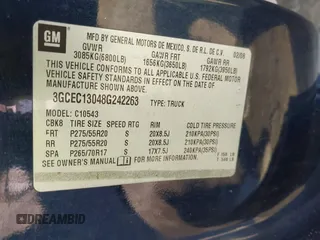 GM
MFD BY GENERAL MOTORS DE MEXICO, S. DE R.L. DE C.V.
GVWR GAWR FRT GAWR RR
3085KG(6800LB) 1656KG(3650LB) 1792KG(3950LB)
THIS VEHICLE CONFORMS TO ALL APPLICABLE U.S. FEDERAL
MOTOR VEHICLE SAFETY STANDARDS IN EFFECT ON THE DATE
OF MANUFACTURE SHOWN ABOVE.
3GCEC13048G242263 TYPE: TRUCK
MODEL: C10543
CBK8 TIRE SIZE SPEED RTG RIM COLD TIRE PRESSURE
FRT P275/55R20 S 20X8.5J 210KPA(30PSI)
RR P275/55R20 S 20X8.5J 210KPA(30PSI)
SPA P265/70R17 S 17X7.5J 240KPA(35PSI)
SEE OWNER MANUAL FOR MORE INFORMATION.
DREAMBID